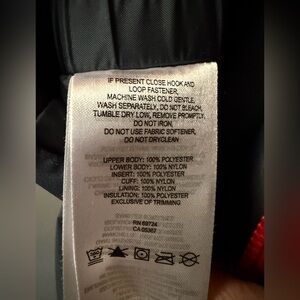 IF PRESENT CLOSE HOOK AND
LOOP FASTENER,
MACHINE WASH COLD GENTLE,
WASH SEPARATELY, DO NOT BLEACH,
TUMBLE DRY LOW, REMOVE PROMPTLY,
DO NOT IRON,
DO NOT USE FABRIC SOFTENER,
DO NOT DRYCLEAN
UPPER BODY: 100% POLYESTER
LOWER BODY: 100% NYLON
INSERT: 100% POLYESTER
CUFF: 100% NYLON
LINING: 100% NYLON
INSULATION: 100% POLYESTER
EXCLUSIVE OF TRIMMING
RN 69724
CA 05367